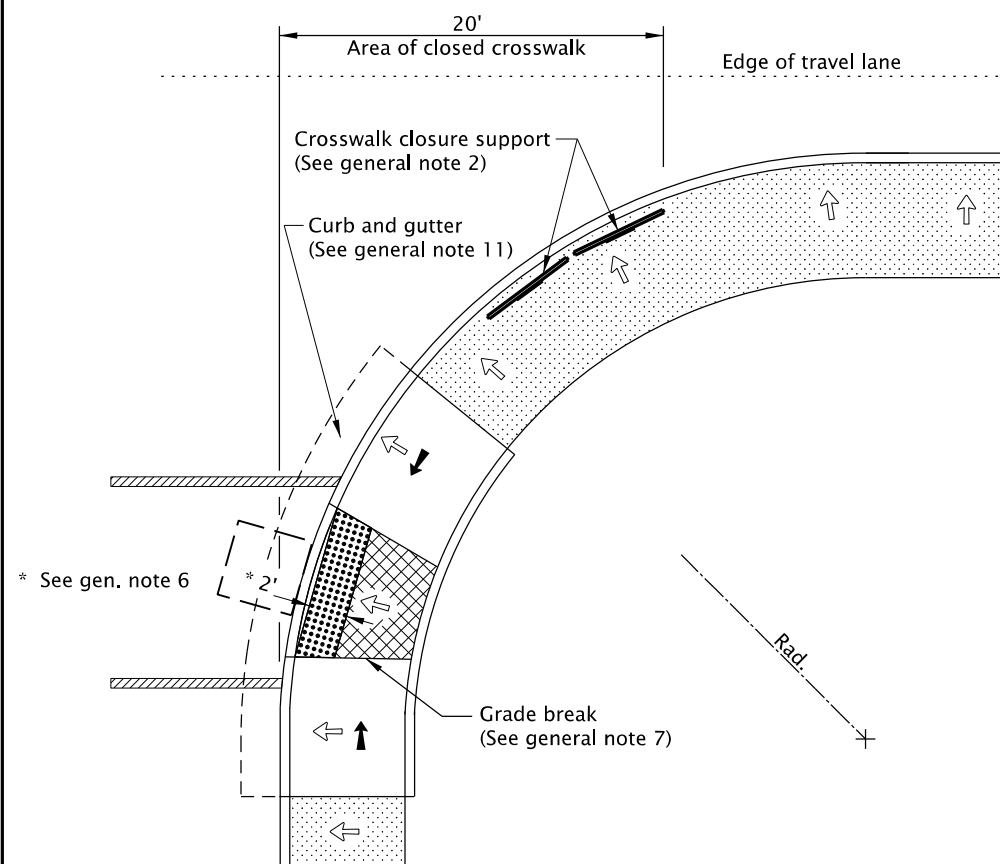 20'
Area of closed crosswalk
Edge of travel lane
Crosswalk closure support
(See general note 2)
Curb and gutter
(See general note 11)
* See gen. note 6
* 2'
Rad.
Grade break
(See general note 7)